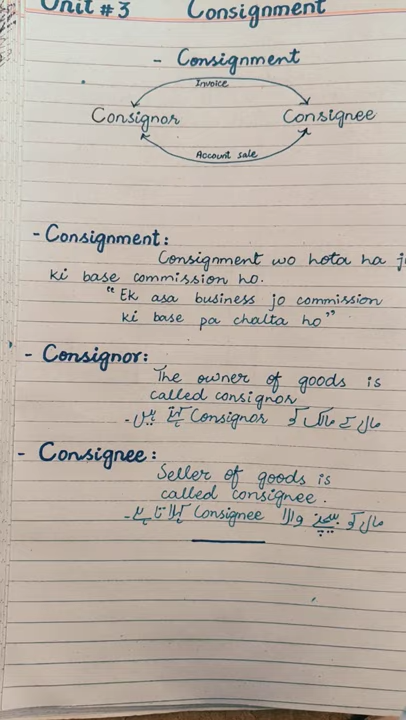 Unit #3 Consignment
- Consignment
Invoice
Consignor Consignee
Account sale
- Consignment:
Consignment wo hota ha j
ki base commission ho.
"Ek asa business jo commission
ki base pa chalta ho"
- Consignor:
The owner of goods is
called consignor
مال کے مالک کو Consignor کہتے ہیں۔
- Consignee:
Seller of goods is
called consignee.
مال کو بیچنے والا Consignee کہلاتا ہے۔